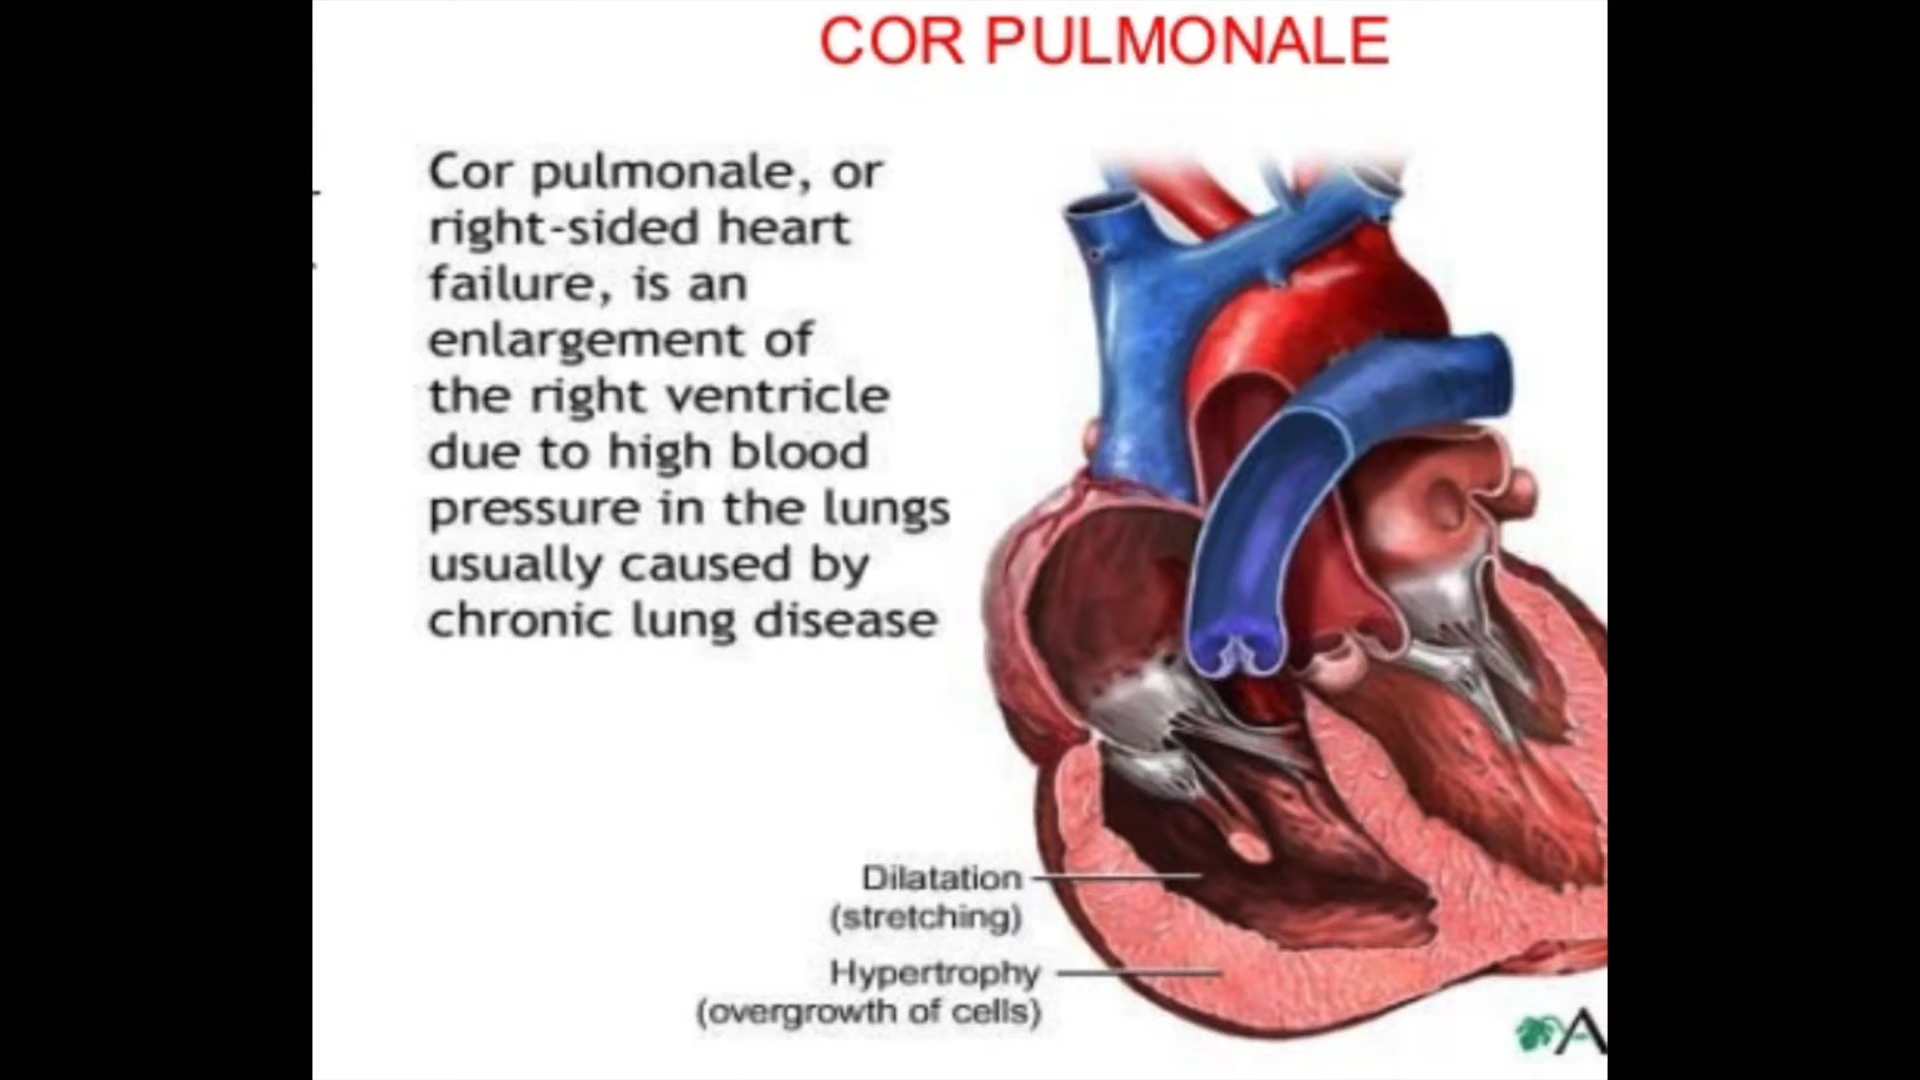 COR PULMONALE
Cor pulmonale, or
right-sided heart
failure, is an
enlargement of
the right ventricle
due to high blood
pressure in the lungs
usually caused by
chronic lung disease
Dilatation
(stretching)
Hypertrophy
(overgrowth of cells)
A